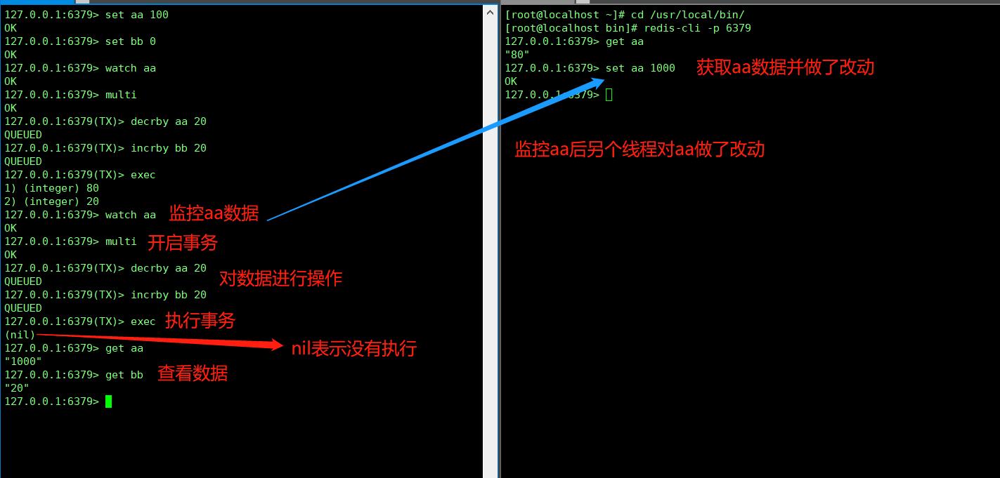 127.0.0.1:6379> set aa 100
OK
127.0.0.1:6379> set bb 0
OK
127.0.0.1:6379> watch aa
OK
127.0.0.1:6379> multi
OK
127.0.0.1:6379(TX)> decrby aa 20
QUEUED
127.0.0.1:6379(TX)> incrby bb 20
QUEUED
127.0.0.1:6379(TX)> exec
1) (integer) 80
2) (integer) 20
127.0.0.1:6379> watch aa 监控aa数据
OK
127.0.0.1:6379> multi 开启事务
OK
127.0.0.1:6379(TX)> decrby aa 20
对数据进行操作
QUEUED
127.0.0.1:6379(TX)> incrby bb 20
QUEUED
127.0.0.1:6379(TX)> exec 执行事务
(nil)
nil表示没有执行
127.0.0.1:6379> get aa
"1000"
127.0.0.1:6379> get bb 查看数据
"20"
127.0.0.1:6379>
[root@localhost ~]# cd /usr/local/bin/
[root@localhost bin]# redis-cli -p 6379
127.0.0.1:6379> get aa
"80"
127.0.0.1:6379> set aa 1000 获取aa数据并做了改动
OK
127.0.0.1:6379>
监控aa后另个线程对aa做了改动